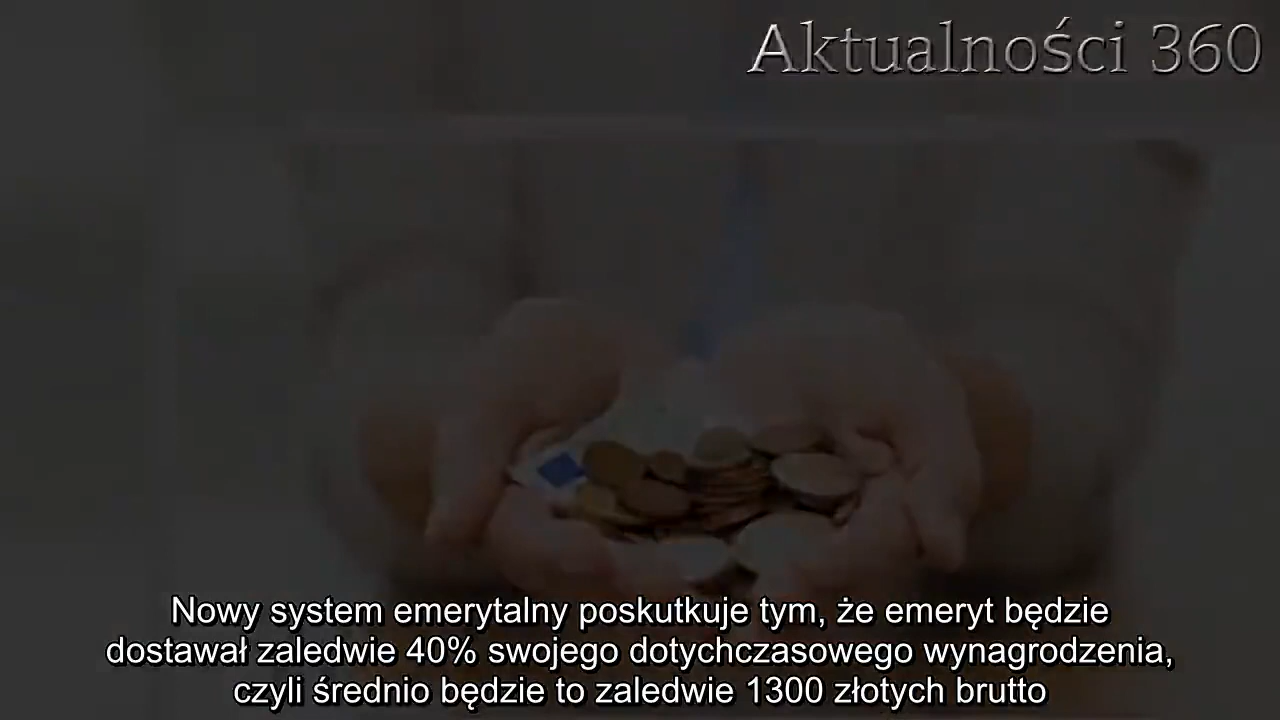 Aktualności 360
Nowy system emerytalny poskutkuje tym, że emeryt będzie
dostawał zaledwie 40% swojego dotychczasowego wynagrodzenia,
czyli średnio będzie to zaledwie 1300 złotych brutto